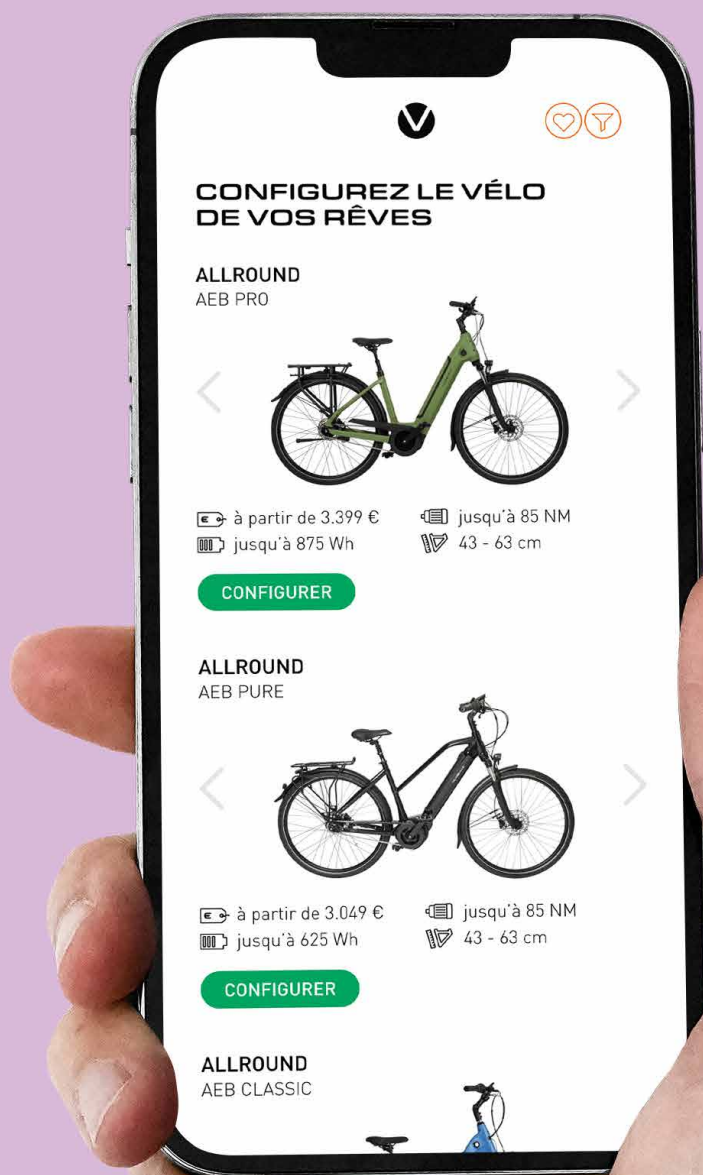 CONFIGUREZ LE VÉLO
DE VOS RÊVES
ALLROUND
AEB PRO
à partir de 3.399 €
jusqu'à 85 NM
jusqu'à 875 Wh
43 - 63 cm
CONFIGURER
ALLROUND
AEB PURE
à partir de 3.049 €
jusqu'à 85 NM
jusqu'à 625 Wh
43 - 63 cm
CONFIGURER
ALLROUND
AEB CLASSIC